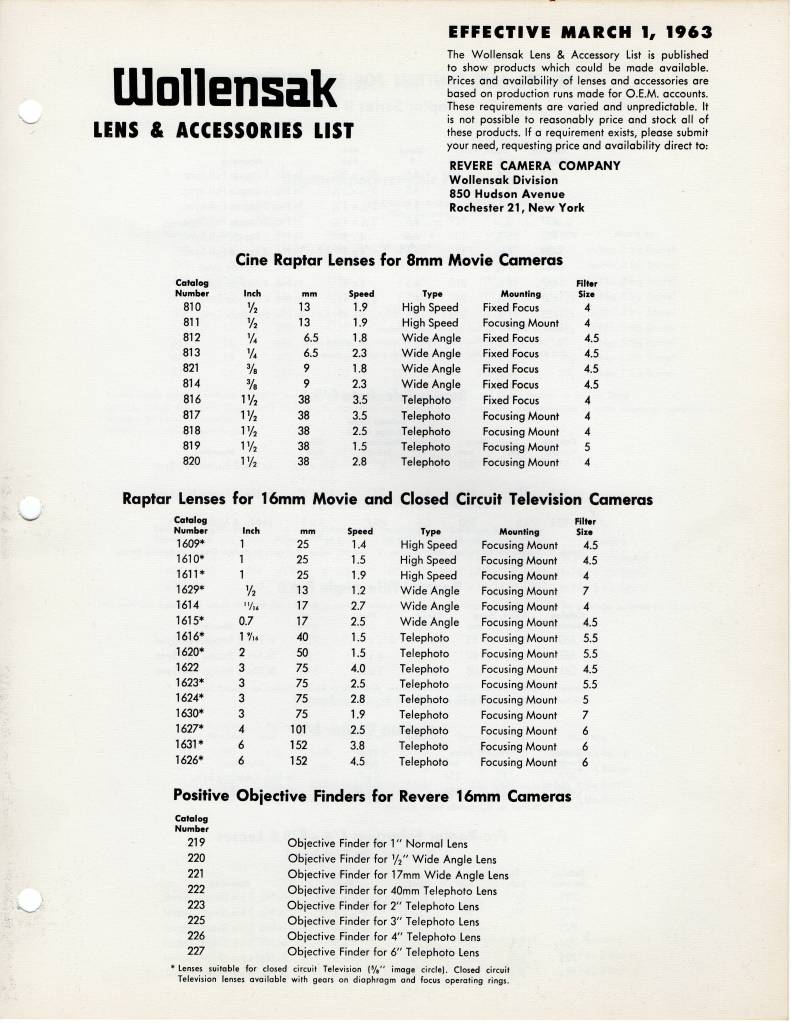 EFFECTIVE MARCH 1, 1963
The Wollensak Lens & Accessory List is published
to show products which could be made available.
Prices and availability of lenses and accessories are
based on production runs made for O.E.M. accounts.
These requirements are varied and unpredictable. It
is not possible to reasonably price and stock all of
these products. If a requirement exists, please submit
your need, requesting price and availability direct to:
REVERE CAMERA COMPANY
Wollensak Division
850 Hudson Avenue
Rochester 21, New York
Wollensak
LENS & ACCESSORIES LIST
Cine Raptar Lenses for 8mm Movie Cameras
Catalog Number Inch mm Speed Type Mounting Filter Size
810 ½ 13 1.9 High Speed Fixed Focus 4
811 ½ 13 1.9 High Speed Focusing Mount 4
812 ¼ 6.5 1.8 Wide Angle Fixed Focus 4.5
813 ¼ 6.5 2.3 Wide Angle Fixed Focus 4.5
821 ⅜ 9 1.8 Wide Angle Fixed Focus 4.5
814 ⅜ 9 2.3 Wide Angle Fixed Focus 4.5
816 1½ 38 3.5 Telephoto Fixed Focus 4
817 1½ 38 3.5 Telephoto Focusing Mount 4
818 1½ 38 2.5 Telephoto Focusing Mount 4
819 1½ 38 1.5 Telephoto Focusing Mount 5
820 1½ 38 2.8 Telephoto Focusing Mount 4
Raptar Lenses for 16mm Movie and Closed Circuit Television Cameras
Catalog Number Inch mm Speed Type Mounting Filter Size
1609* 1 25 1.4 High Speed Focusing Mount 4.5
1610* 1 25 1.5 High Speed Focusing Mount 4.5
1611* 1 25 1.9 High Speed Focusing Mount 4
1629* ½ 13 1.2 Wide Angle Focusing Mount 7
1614 11/16 17 2.7 Wide Angle Focusing Mount 4
1615* 0.7 17 2.5 Wide Angle Focusing Mount 4.5
1616* 1 9/16 40 1.5 Telephoto Focusing Mount 5.5
1620* 2 50 1.5 Telephoto Focusing Mount 5.5
1622 3 75 4.0 Telephoto Focusing Mount 4.5
1623* 3 75 2.5 Telephoto Focusing Mount 5.5
1624* 3 75 2.8 Telephoto Focusing Mount 5
1630* 3 75 1.9 Telephoto Focusing Mount 7
1627* 4 101 2.5 Telephoto Focusing Mount 6
1631* 6 152 3.8 Telephoto Focusing Mount 6
1626* 6 152 4.5 Telephoto Focusing Mount 6
Positive Objective Finders for Revere 16mm Cameras
Catalog Number
219 Objective Finder for 1" Normal Lens
220 Objective Finder for ½" Wide Angle Lens
221 Objective Finder for 17mm Wide Angle Lens
222 Objective Finder for 40mm Telephoto Lens
223 Objective Finder for 2" Telephoto Lens
225 Objective Finder for 3" Telephoto Lens
226 Objective Finder for 4" Telephoto Lens
227 Objective Finder for 6" Telephoto Lens
* Lenses suitable for closed circuit Television (⅝" image circle). Closed circuit
Television lenses available with gears on diaphragm and focus operating rings.